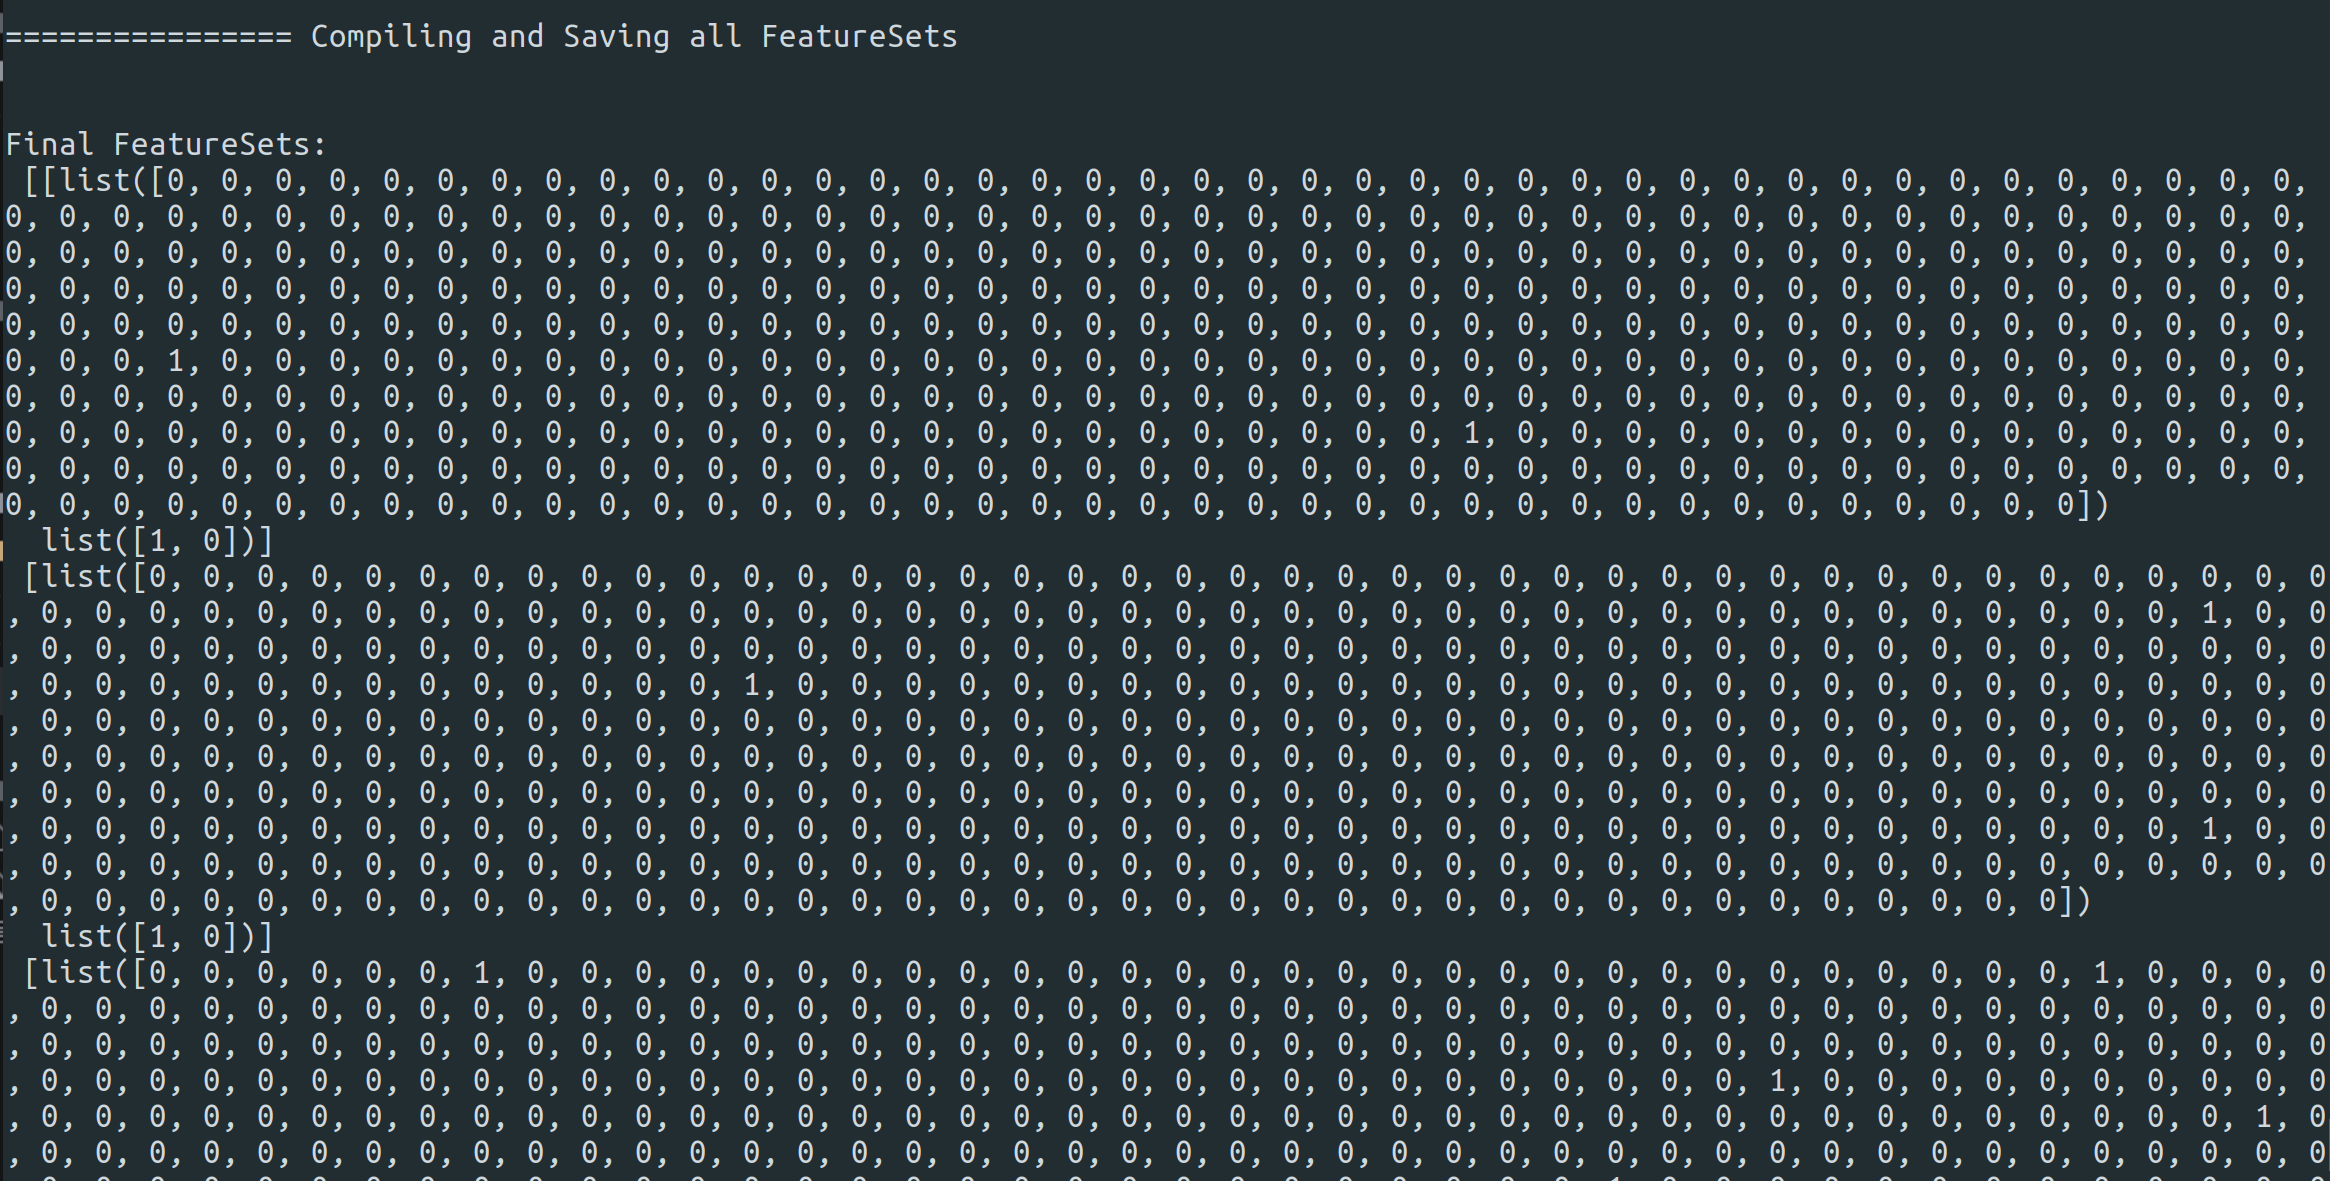 ================ Compiling and Saving all FeatureSets
Final FeatureSets:
[[list([0, 0, 0, 0, 0, 0, 0, 0, 0, 0, 0, 0, 0, 0, 0, 0, 0, 0, 0, 0, 0, 0, 0, 0, 0, 0, 0, 0, 0, 0, 0, 0, 0, 0, 0, 0, 0, 0, 0, 0,
0, 0, 0, 0, 0, 0, 0, 0, 0, 0, 0, 0, 0, 0, 0, 0, 0, 0, 0, 0, 0, 0, 0, 0, 0, 0, 0, 0, 0, 0, 0, 0, 0, 0, 0, 0, 0, 0, 0, 0, 0, 0, 0,
0, 0, 0, 0, 0, 0, 0, 0, 0, 0, 0, 0, 0, 0, 0, 0, 0, 0, 0, 0, 0, 0, 0, 0, 0, 0, 0, 0, 0, 0, 0, 0, 0, 0, 0, 0, 0, 0, 0, 0, 0, 0, 0,
0, 0, 0, 0, 0, 0, 0, 0, 0, 0, 0, 0, 0, 0, 0, 0, 0, 0, 0, 0, 0, 0, 0, 0, 0, 0, 0, 0, 0, 0, 0, 0, 0, 0, 0, 0, 0, 0, 0, 0, 0, 0, 0,
0, 0, 0, 0, 0, 0, 0, 0, 0, 0, 0, 0, 0, 0, 0, 0, 0, 0, 0, 0, 0, 0, 0, 0, 0, 0, 0, 0, 0, 0, 0, 0, 0, 0, 0, 0, 0, 0, 0, 0, 0, 0, 0,
0, 0, 0, 1, 0, 0, 0, 0, 0, 0, 0, 0, 0, 0, 0, 0, 0, 0, 0, 0, 0, 0, 0, 0, 0, 0, 0, 0, 0, 0, 0, 0, 0, 0, 0, 0, 0, 0, 0, 0, 0, 0, 0,
0, 0, 0, 0, 0, 0, 0, 0, 0, 0, 0, 0, 0, 0, 0, 0, 0, 0, 0, 0, 0, 0, 0, 0, 0, 0, 0, 0, 0, 0, 0, 0, 0, 0, 0, 0, 0, 0, 0, 0, 0, 0, 0,
0, 0, 0, 0, 0, 0, 0, 0, 0, 0, 0, 0, 0, 0, 0, 0, 0, 0, 0, 0, 0, 0, 0, 0, 0, 0, 0, 1, 0, 0, 0, 0, 0, 0, 0, 0, 0, 0, 0, 0, 0, 0, 0,
0, 0, 0, 0, 0, 0, 0, 0, 0, 0, 0, 0, 0, 0, 0, 0, 0, 0, 0, 0, 0, 0, 0, 0, 0, 0, 0, 0, 0, 0, 0, 0, 0, 0, 0, 0, 0, 0, 0, 0, 0, 0, 0,
0, 0, 0, 0, 0, 0, 0, 0, 0, 0, 0, 0, 0, 0, 0, 0, 0, 0, 0, 0, 0, 0, 0, 0, 0, 0, 0, 0, 0, 0, 0, 0, 0, 0, 0, 0, 0, 0, 0])
list([1, 0])]
[list([0, 0, 0, 0, 0, 0, 0, 0, 0, 0, 0, 0, 0, 0, 0, 0, 0, 0, 0, 0, 0, 0, 0, 0, 0, 0, 0, 0, 0, 0, 0, 0, 0, 0, 0, 0, 0, 0, 0, 0, 0
, 0, 0, 0, 0, 0, 0, 0, 0, 0, 0, 0, 0, 0, 0, 0, 0, 0, 0, 0, 0, 0, 0, 0, 0, 0, 0, 0, 0, 0, 0, 0, 0, 0, 0, 0, 0, 0, 0, 0, 0, 1, 0, 0
, 0, 0, 0, 0, 0, 0, 0, 0, 0, 0, 0, 0, 0, 0, 0, 0, 0, 0, 0, 0, 0, 0, 0, 0, 0, 0, 0, 0, 0, 0, 0, 0, 0, 0, 0, 0, 0, 0, 0, 0, 0, 0, 0
, 0, 0, 0, 0, 0, 0, 0, 0, 0, 0, 0, 0, 0, 1, 0, 0, 0, 0, 0, 0, 0, 0, 0, 0, 0, 0, 0, 0, 0, 0, 0, 0, 0, 0, 0, 0, 0, 0, 0, 0, 0, 0, 0
, 0, 0, 0, 0, 0, 0, 0, 0, 0, 0, 0, 0, 0, 0, 0, 0, 0, 0, 0, 0, 0, 0, 0, 0, 0, 0, 0, 0, 0, 0, 0, 0, 0, 0, 0, 0, 0, 0, 0, 0, 0, 0, 0
, 0, 0, 0, 0, 0, 0, 0, 0, 0, 0, 0, 0, 0, 0, 0, 0, 0, 0, 0, 0, 0, 0, 0, 0, 0, 0, 0, 0, 0, 0, 0, 0, 0, 0, 0, 0, 0, 0, 0, 0, 0, 0, 0
, 0, 0, 0, 0, 0, 0, 0, 0, 0, 0, 0, 0, 0, 0, 0, 0, 0, 0, 0, 0, 0, 0, 0, 0, 0, 0, 0, 0, 0, 0, 0, 0, 0, 0, 0, 0, 0, 0, 0, 0, 0, 0, 0
, 0, 0, 0, 0, 0, 0, 0, 0, 0, 0, 0, 0, 0, 0, 0, 0, 0, 0, 0, 0, 0, 0, 0, 0, 0, 0, 0, 0, 0, 0, 0, 0, 0, 0, 0, 0, 0, 0, 0, 0, 1, 0, 0
, 0, 0, 0, 0, 0, 0, 0, 0, 0, 0, 0, 0, 0, 0, 0, 0, 0, 0, 0, 0, 0, 0, 0, 0, 0, 0, 0, 0, 0, 0, 0, 0, 0, 0, 0, 0, 0, 0, 0, 0, 0, 0, 0
, 0, 0, 0, 0, 0, 0, 0, 0, 0, 0, 0, 0, 0, 0, 0, 0, 0, 0, 0, 0, 0, 0, 0, 0, 0, 0, 0, 0, 0, 0, 0, 0, 0, 0, 0, 0, 0, 0])
list([1, 0])]
[list([0, 0, 0, 0, 0, 0, 1, 0, 0, 0, 0, 0, 0, 0, 0, 0, 0, 0, 0, 0, 0, 0, 0, 0, 0, 0, 0, 0, 0, 0, 0, 0, 0, 0, 0, 0, 1, 0, 0, 0, 0
, 0, 0, 0, 0, 0, 0, 0, 0, 0, 0, 0, 0, 0, 0, 0, 0, 0, 0, 0, 0, 0, 0, 0, 0, 0, 0, 0, 0, 0, 0, 0, 0, 0, 0, 0, 0, 0, 0, 0, 0, 0, 0, 0
, 0, 0, 0, 0, 0, 0, 0, 0, 0, 0, 0, 0, 0, 0, 0, 0, 0, 0, 0, 0, 0, 0, 0, 0, 0, 0, 0, 0, 0, 0, 0, 0, 0, 0, 0, 0, 0, 0, 0, 0, 0, 0, 0
, 0, 0, 0, 0, 0, 0, 0, 0, 0, 0, 0, 0, 0, 0, 0, 0, 0, 0, 0, 0, 0, 0, 0, 0, 0, 0, 0, 0, 0, 0, 0, 0, 1, 0, 0, 0, 0, 0, 0, 0, 0, 0, 0
, 0, 0, 0, 0, 0, 0, 0, 0, 0, 0, 0, 0, 0, 0, 0, 0, 0, 0, 0, 0, 0, 0, 0, 0, 0, 0, 0, 0, 0, 0, 0, 0, 0, 0, 0, 0, 0, 0, 0, 0, 0, 1, 0
, 0, 0, 0, 0, 0, 0, 0, 0, 0, 0, 0, 0, 0, 0, 0, 0, 0, 0, 0, 0, 0, 0, 0, 0, 0, 0, 0, 0, 0, 0, 0, 0, 0, 0, 0, 0, 0, 0, 0, 0, 0, 0, 0